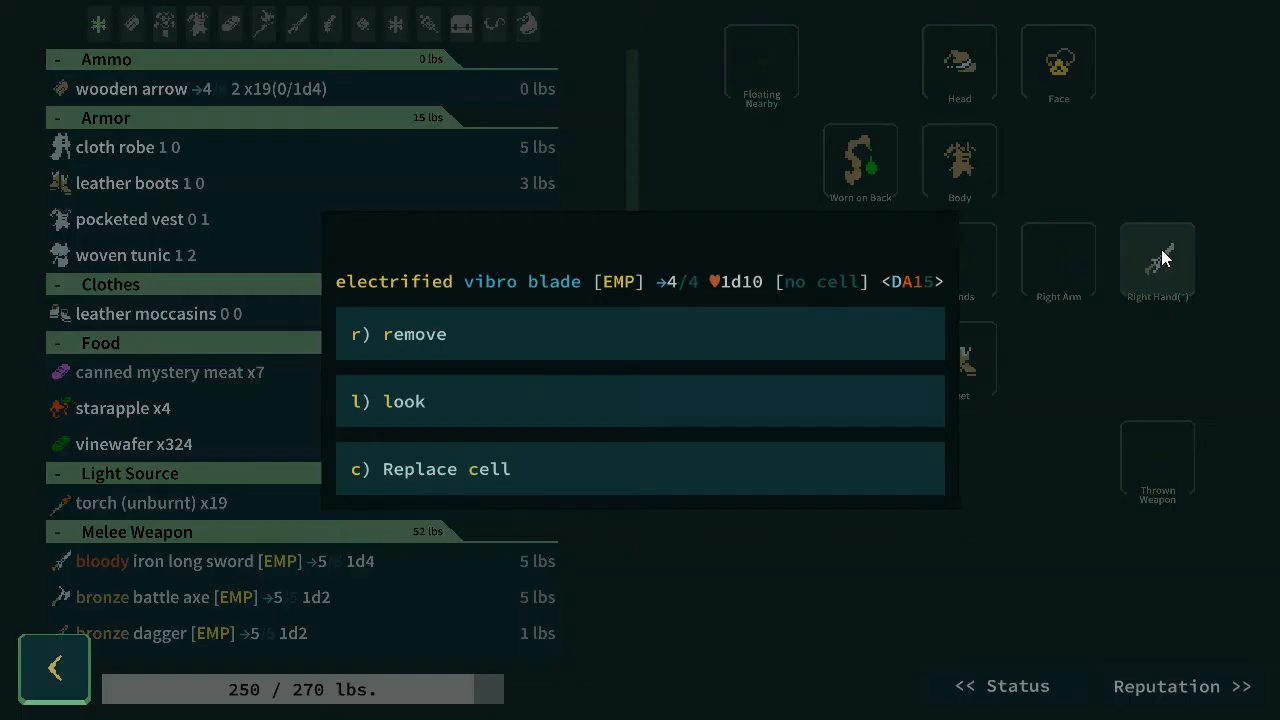 - Ammo 0 lbs
wooden arrow →4/4 2 x19(0/1d4) 0 lbs
- Armor 15 lbs
cloth robe 1 0 5 lbs
leather boots 1 0 3 lbs
pocketed vest 0 1
woven tunic 1 2
- Clothes
leather moccasins 0 0
- Food
canned mystery meat x7
starapple x4
vinewafer x324
- Light Source
torch (unburnt) x19
- Melee Weapon 52 lbs
bloody iron long sword [EMP] →5/5 1d4 5 lbs
bronze battle axe [EMP] →5/5 1d2 5 lbs
bronze dagger [EMP] →5/5 1d2 1 lbs
250 / 270 lbs.
electrified vibro blade [EMP] →4/4 ♥1d10 [no cell] <DA15>
r) remove
l) look
c) Replace cell
Floating
Nearby
Head
Face
Worn on Back
Body
Right Arm
Right Hand(*)
Thrown
Weapon
<< Status
Reputation >>